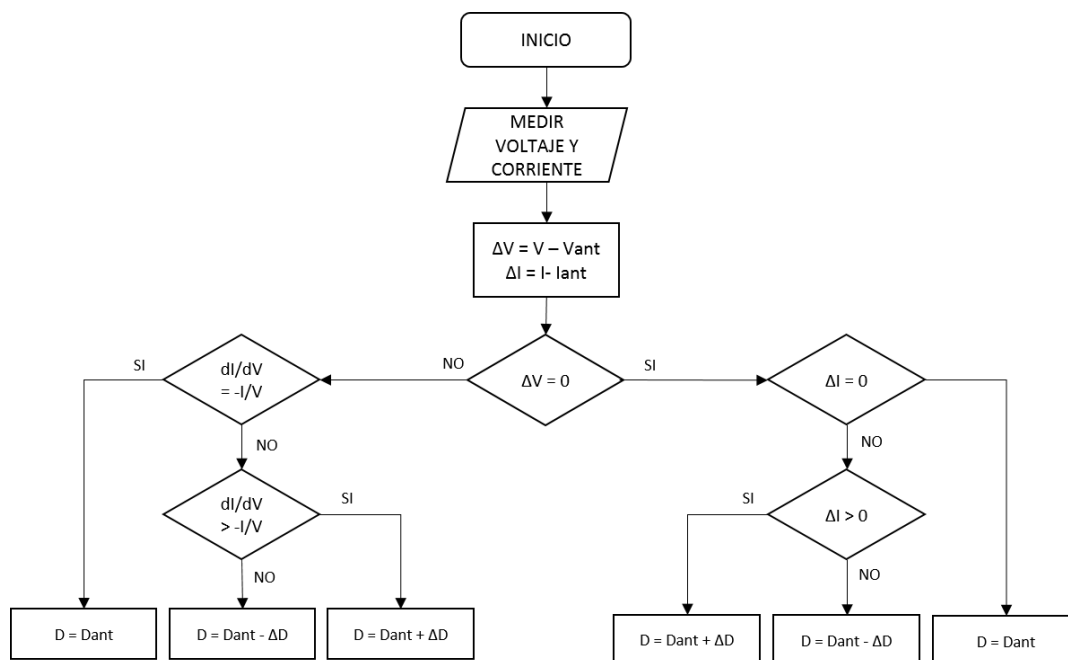 INICIO
MEDIR
VOLTAJE Y
CORRIENTE
ΔV = V – Vant
ΔI = I- Iant
SI
dI/dV
= -I/V
NO
ΔV = 0
SI
ΔI = 0
NO
NO
dI/dV
> -I/V
SI
SI
ΔI > 0
NO
NO
D = Dant
D = Dant - ΔD
D = Dant + ΔD
D = Dant + ΔD
D = Dant - ΔD
D = Dant